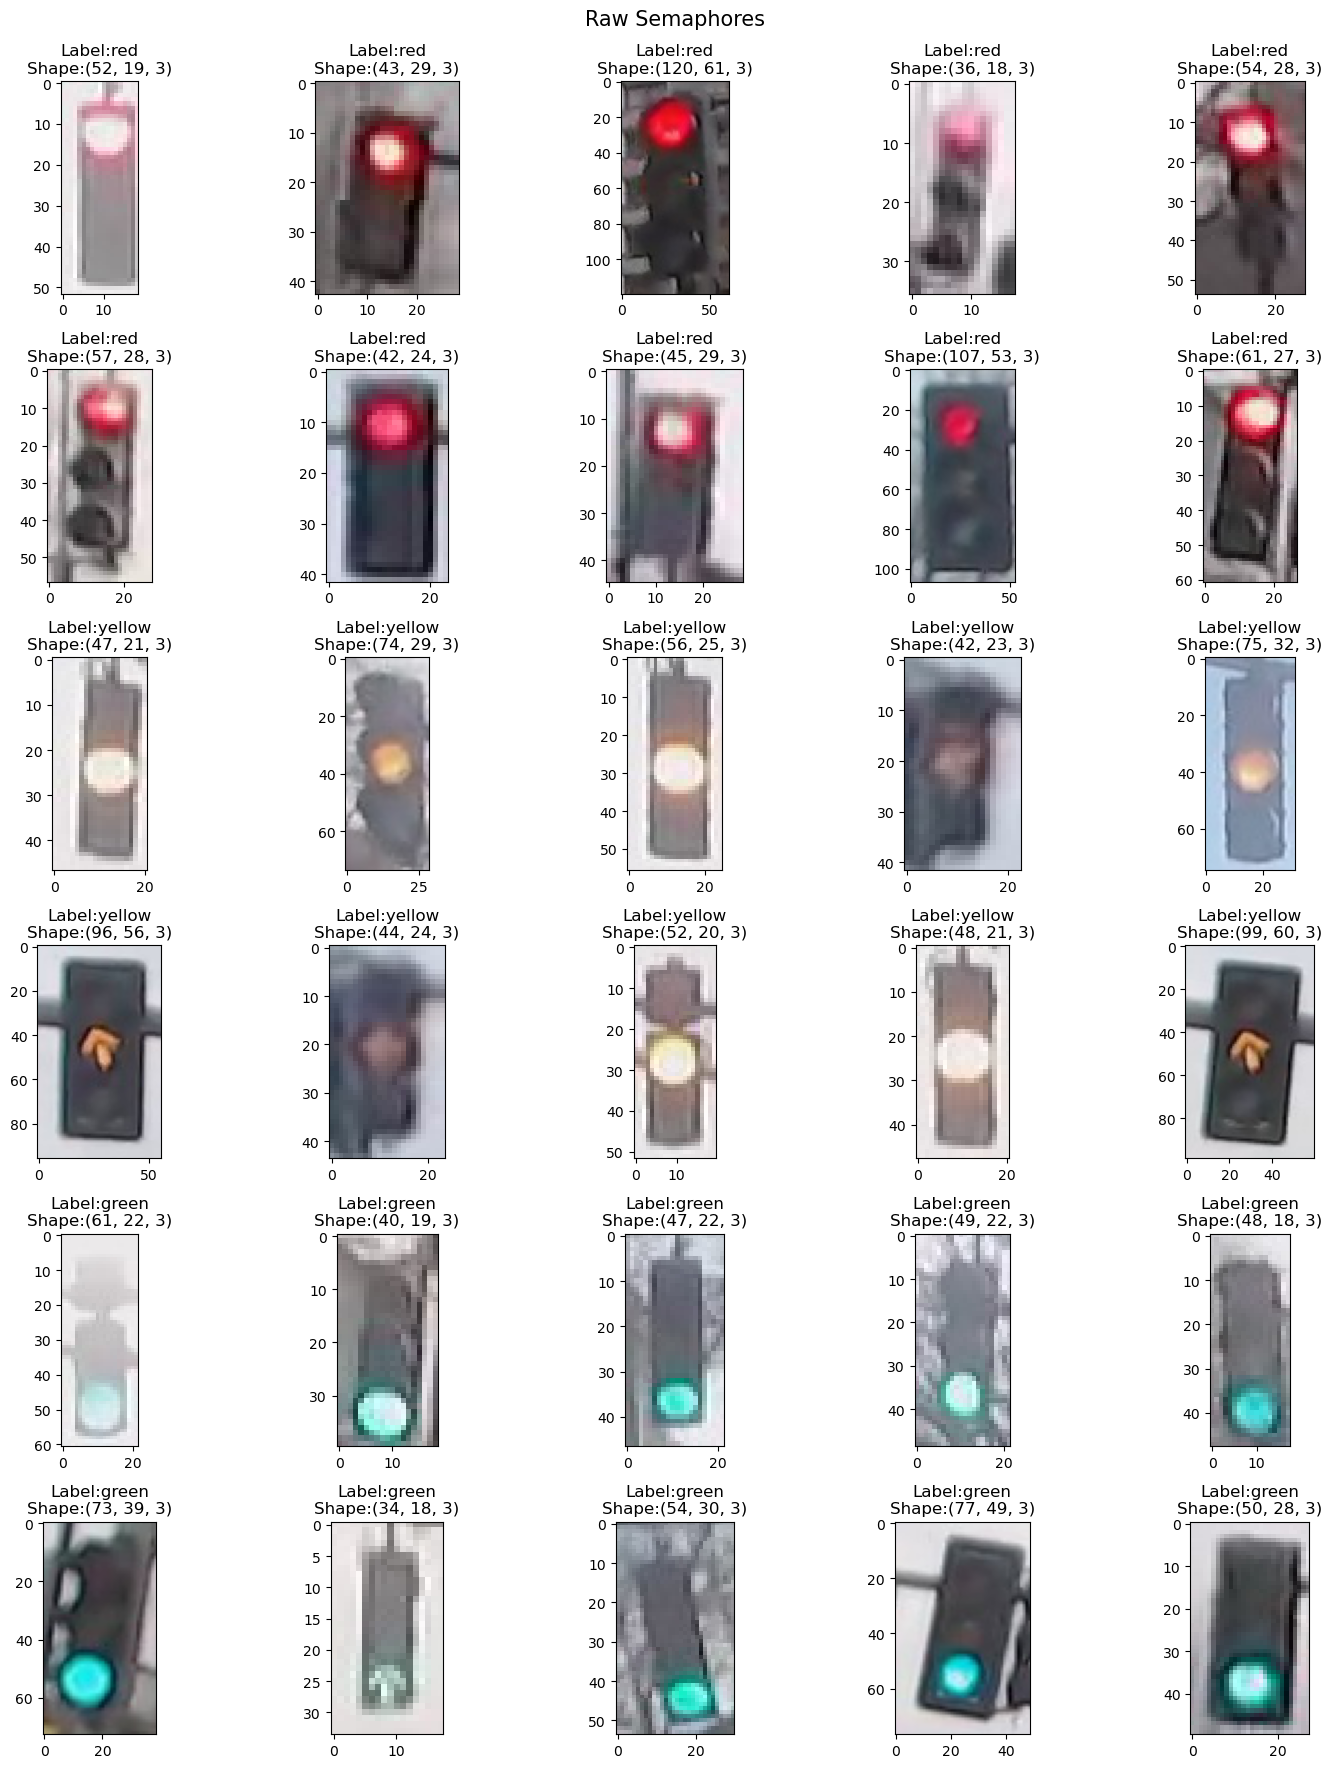 Raw Semaphores
Label:red
Shape:(52, 19, 3)
0
10
20
30
40
50
0 10
Label:red
Shape:(43, 29, 3)
0
10
20
30
40
0 10 20
Label:red
Shape:(120, 61, 3)
0
20
40
60
80
100
0 50
Label:red
Shape:(36, 18, 3)
0
10
20
30
0 10
Label:red
Shape:(54, 28, 3)
0
10
20
30
40
50
0 20
Label:red
Shape:(57, 28, 3)
0
10
20
30
40
50
0 20
Label:red
Shape:(42, 24, 3)
0
10
20
30
40
0 20
Label:red
Shape:(45, 29, 3)
0
10
20
30
40
0 10 20
Label:red
Shape:(107, 53, 3)
0
20
40
60
80
100
0 50
Label:red
Shape:(61, 27, 3)
0
10
20
30
40
50
60
0 20
Label:yellow
Shape:(47, 21, 3)
0
10
20
30
40
0 20
Label:yellow
Shape:(74, 29, 3)
0
20
40
60
0 25
Label:yellow
Shape:(56, 25, 3)
0
10
20
30
40
50
0 20
Label:yellow
Shape:(42, 23, 3)
0
10
20
30
40
0 20
Label:yellow
Shape:(75, 32, 3)
0
20
40
60
0 20
Label:yellow
Shape:(96, 56, 3)
0
20
40
60
80
0 50
Label:yellow
Shape:(44, 24, 3)
0
10
20
30
40
0 20
Label:yellow
Shape:(52, 20, 3)
0
10
20
30
40
50
0 10
Label:yellow
Shape:(48, 21, 3)
0
10
20
30
40
0 20
Label:yellow
Shape:(99, 60, 3)
0
20
40
60
80
0 20 40
Label:green
Shape:(61, 22, 3)
0
10
20
30
40
50
60
0 20
Label:green
Shape:(40, 19, 3)
0
10
20
30
0 10
Label:green
Shape:(47, 22, 3)
0
10
20
30
40
0 20
Label:green
Shape:(49, 22, 3)
0
10
20
30
40
0 10 20
Label:green
Shape:(48, 18, 3)
0
10
20
30
40
0 10
Label:green
Shape:(73, 39, 3)
0
20
40
60
0 20
Label:green
Shape:(34, 18, 3)
0
5
10
15
20
25
30
0 10
Label:green
Shape:(54, 30, 3)
0
10
20
30
40
50
0 20
Label:green
Shape:(77, 49, 3)
0
20
40
60
0 20 40
Label:green
Shape:(50, 28, 3)
0
10
20
30
40
0 20